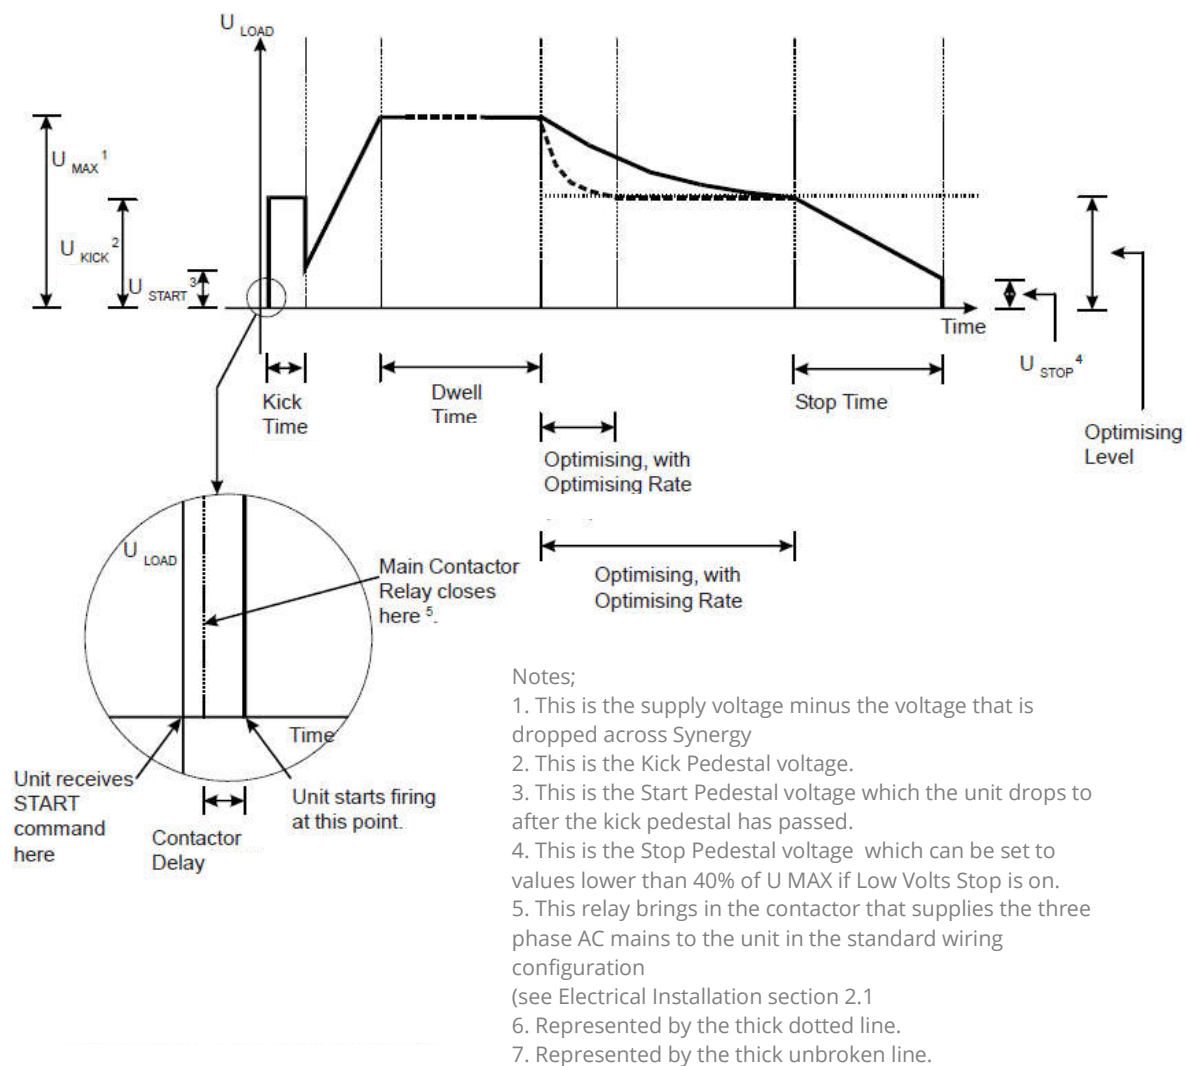 U LOAD
U MAX 1
U KICK 2
U START 3
Time
U STOP 4
Kick
Time
Dwell
Time
Stop Time
Optimising
Level
Optimising, with
Optimising Rate
Optimising, with
Optimising Rate
U LOAD
Main Contactor
Relay closes
here 5.
Time
Unit receives
START
command
here
Contactor
Delay
Unit starts firing
at this point.
Notes;
1. This is the supply voltage minus the voltage that is
dropped across Synergy
2. This is the Kick Pedestal voltage.
3. This is the Start Pedestal voltage which the unit drops to
after the kick pedestal has passed.
4. This is the Stop Pedestal voltage which can be set to
values lower than 40% of U MAX if Low Volts Stop is on.
5. This relay brings in the contactor that supplies the three
phase AC mains to the unit in the standard wiring
configuration
(see Electrical Installation section 2.1
6. Represented by the thick dotted line.
7. Represented by the thick unbroken line.